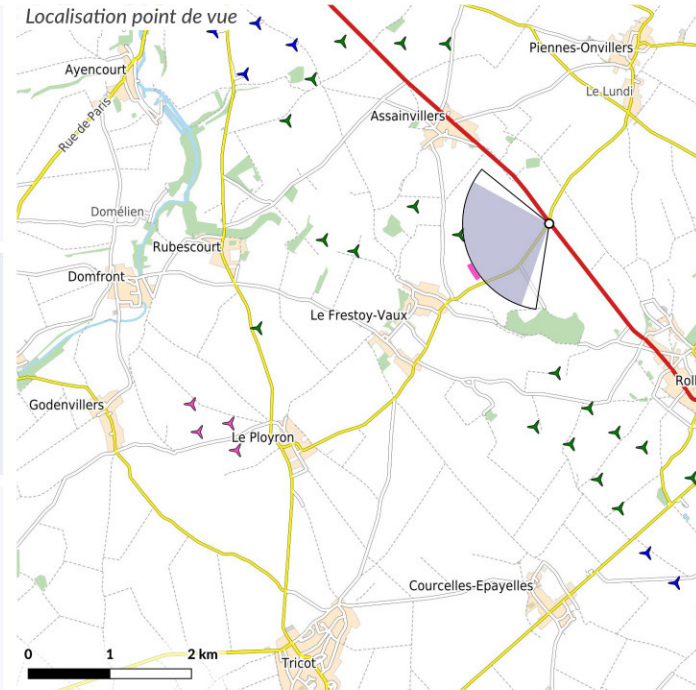 Localisation point de vue
Ayencourt
Rue de Paris
Piennes-Onvillers
Le Lundi
Assainvillers
Domélien
Rubescourt
Domfront
Le Frestoy-Vaux
Godenvillers
Le Ployron
Roll
Courcelles-Epayelles
Tricot
0 1 2 km